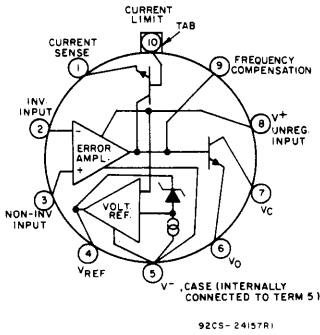 CURRENT
LIMIT
TAB
10
CURRENT
SENSE
1
9
FREQUENCY
COMPENSATION
INV
INPUT
2
−
ERROR
AMPL.
+
8
V+
UNREG.
INPUT
3
NON-INV
INPUT
VOLT.
REF.
7
VC
4
VREF
5
6
VO
V−, CASE (INTERNALLY
CONNECTED TO TERM 5)
92CS-24157R1